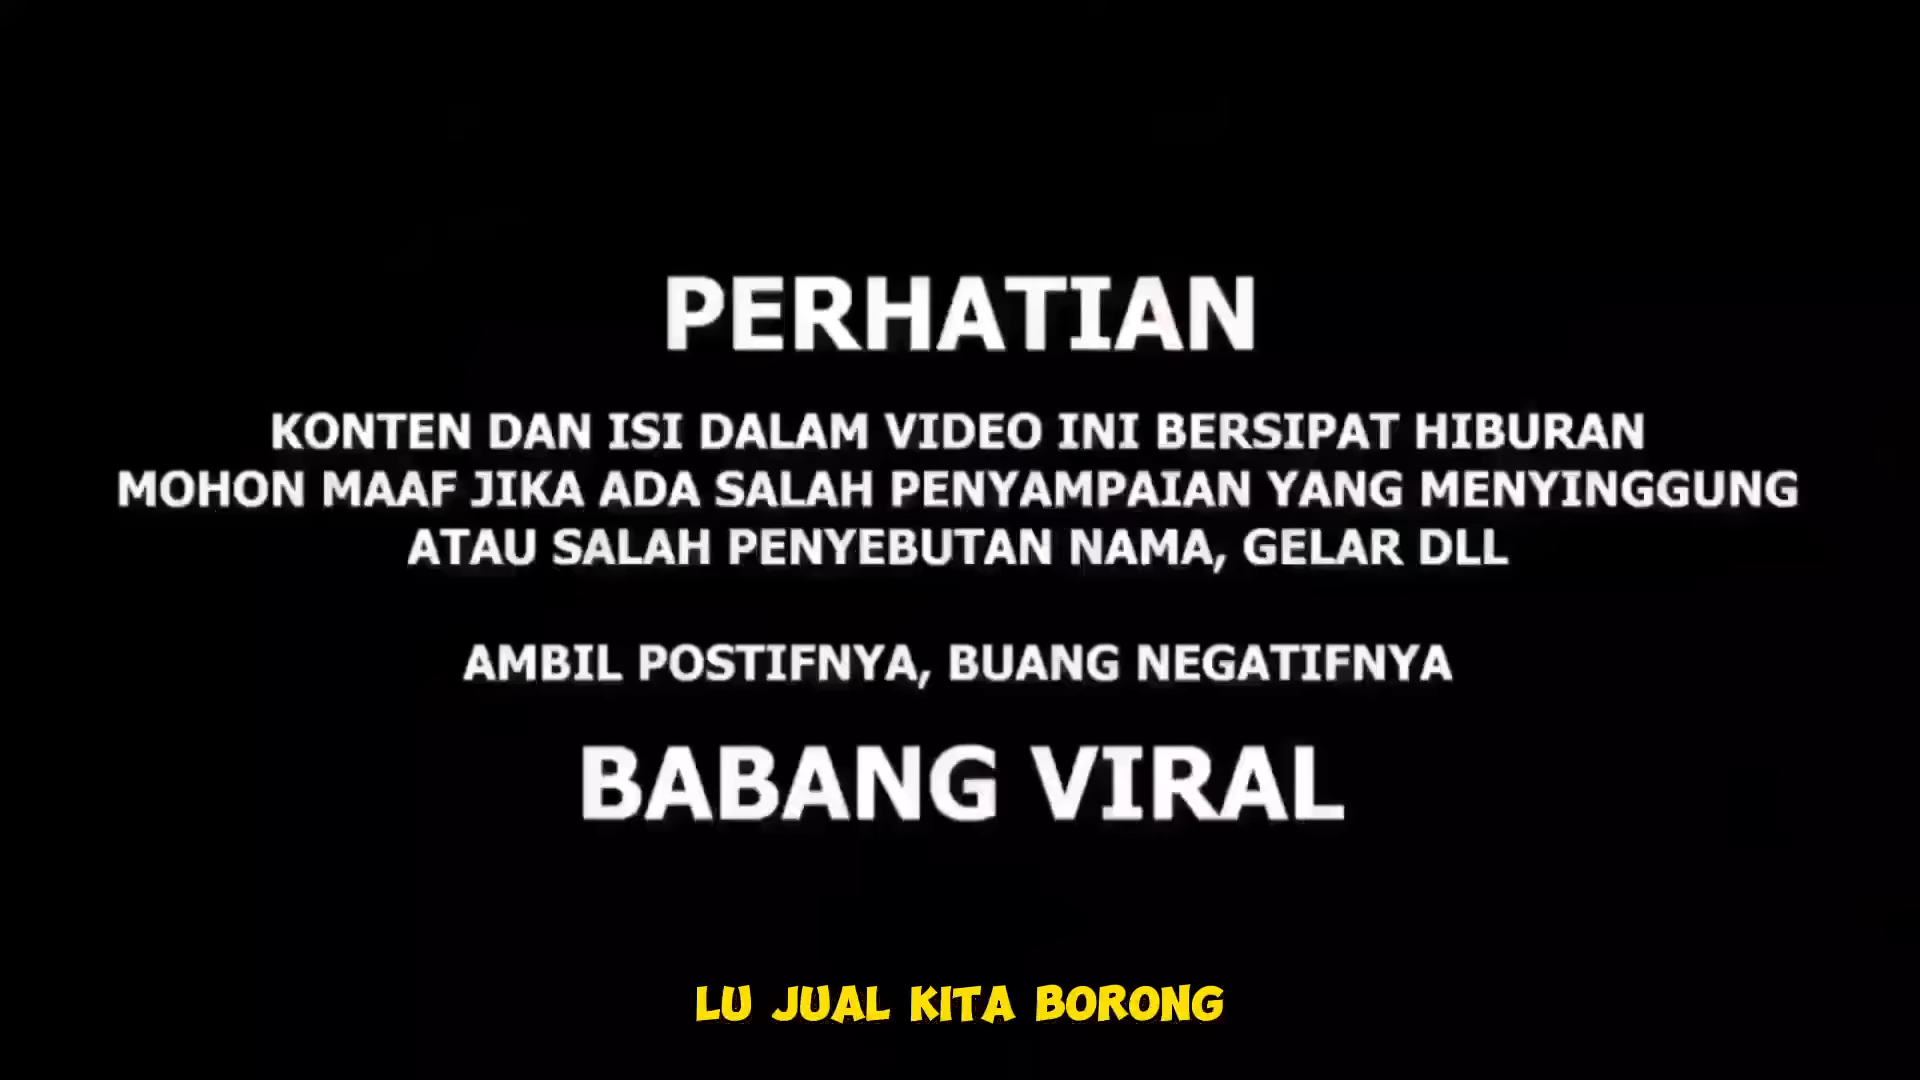 PERHATIAN
KONTEN DAN ISI DALAM VIDEO INI BERSIPAT HIBURAN
MOHON MAAF JIKA ADA SALAH PENYAMPAIAN YANG MENYINGGUNG
ATAU SALAH PENYEBUTAN NAMA, GELAR DLL
AMBIL POSTIFNYA, BUANG NEGATIFNYA
BABANG VIRAL
LU JUAL KITA BORONG